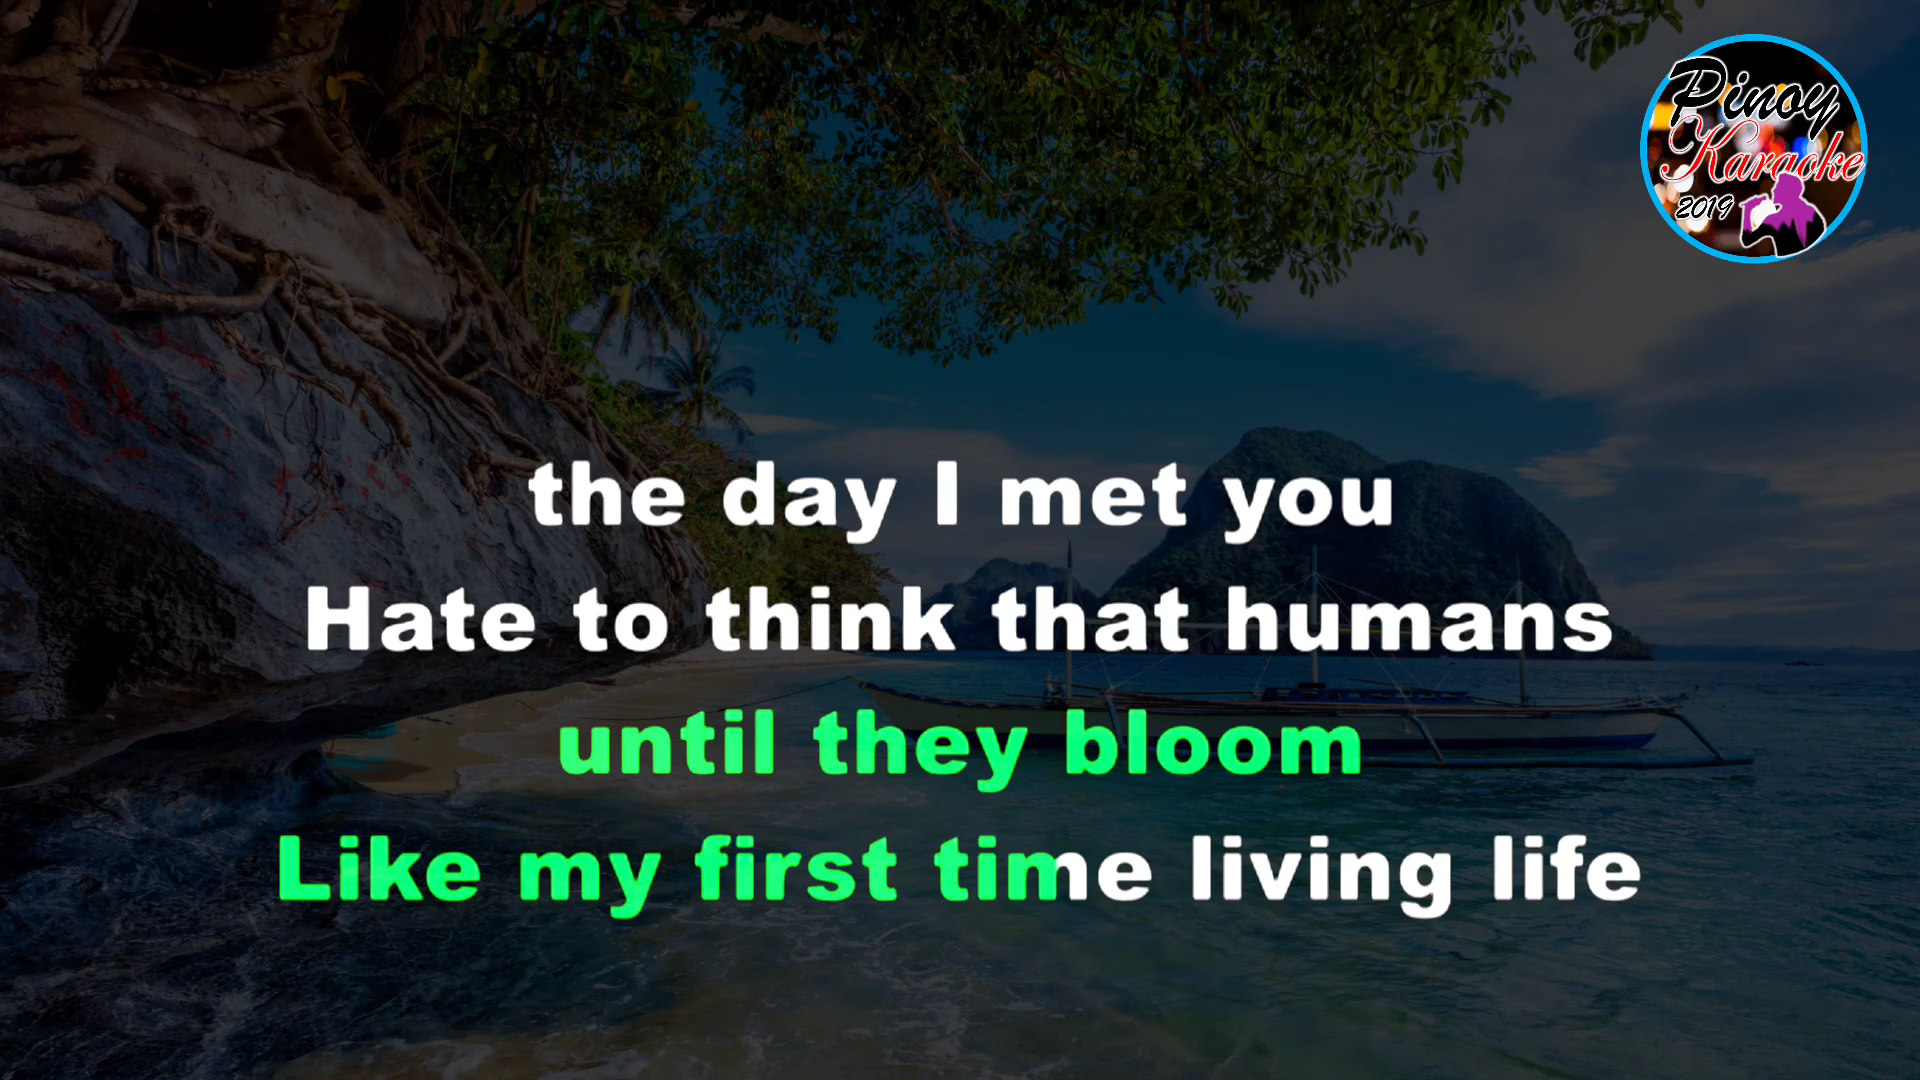 Pinoy
Karaoke
2019
the day I met you
Hate to think that humans
until they bloom
Like my first time living life